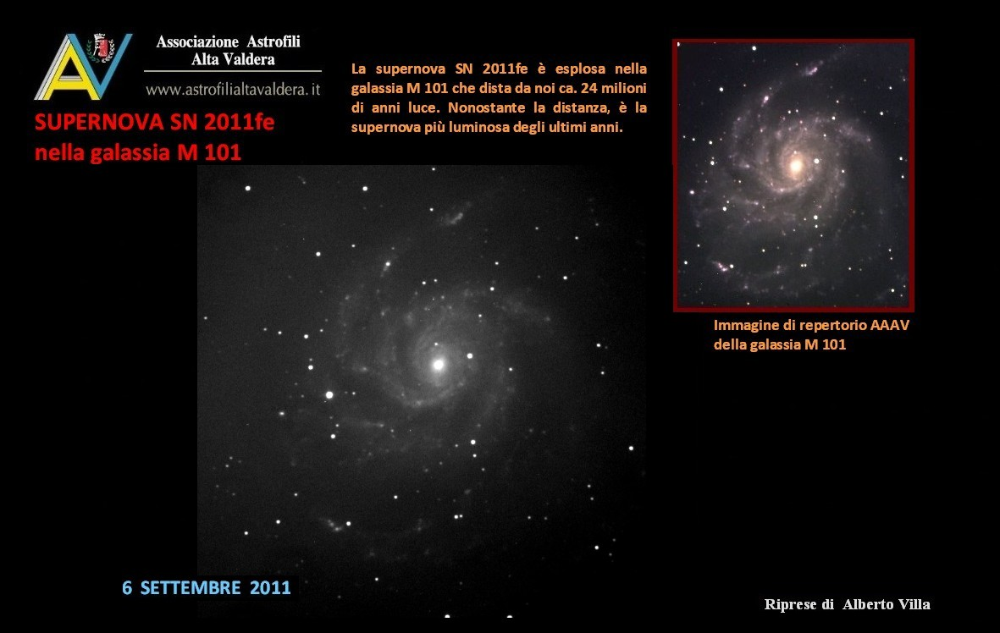 Associazione Astrofili
Alta Valdera
www.astrofilialtavaldera.it
SUPERNOVA SN 2011fe
nella galassia M 101
La supernova SN 2011fe è esplosa nella
galassia M 101 che dista da noi ca. 24 milioni
di anni luce. Nonostante la distanza, è la
supernova più luminosa degli ultimi anni.
Immagine di repertorio AAAV
della galassia M 101
6 SETTEMBRE 2011
Riprese di Alberto Villa